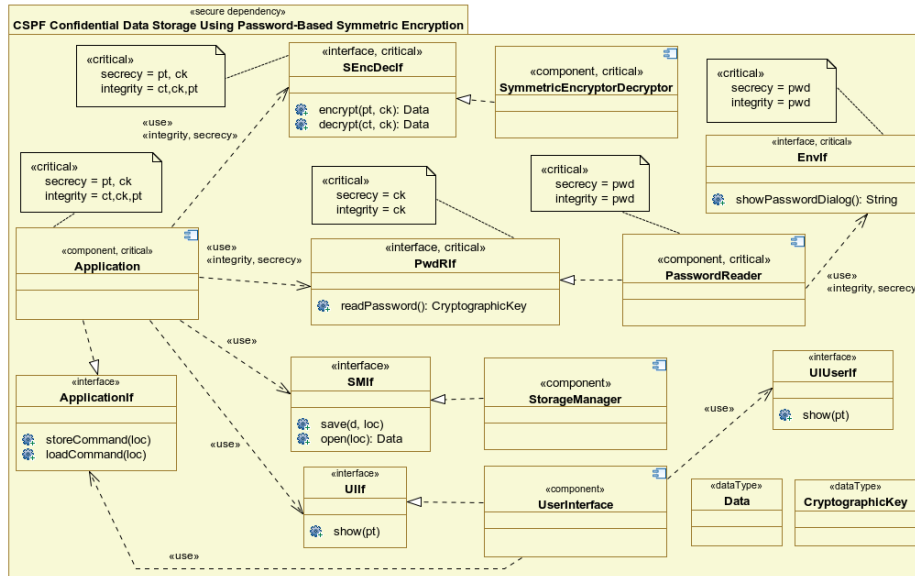 «secure dependency»
CSPF Confidential Data Storage Using Password-Based Symmetric Encryption
«critical»
secrecy = pt, ck
integrity = ct,ck,pt
«interface, critical»
SEncDecIf
encrypt(pt, ck): Data
decrypt(ct, ck): Data
«component, critical»
SymmetricEncryptorDecryptor
«critical»
secrecy = pwd
integrity = pwd
«use»
«integrity, secrecy»
«interface, critical»
EnvIf
showPasswordDialog(): String
«critical»
secrecy = pt, ck
integrity = ct,ck,pt
«critical»
secrecy = ck
integrity = ck
«critical»
secrecy = pwd
integrity = pwd
«component, critical»
Application
«use»
«integrity, secrecy»
«interface, critical»
PwdRIf
readPassword(): CryptographicKey
«component, critical»
PasswordReader
«use»
«integrity, secrecy»
«use»
«interface»
ApplicationIf
storeCommand(loc)
loadCommand(loc)
«interface»
SMIf
save(d, loc)
open(loc): Data
«component»
StorageManager
«interface»
UIUserIf
show(pt)
«use»
«use»
«interface»
UIIf
show(pt)
«component»
UserInterface
«dataType»
Data
«dataType»
CryptographicKey
«use»